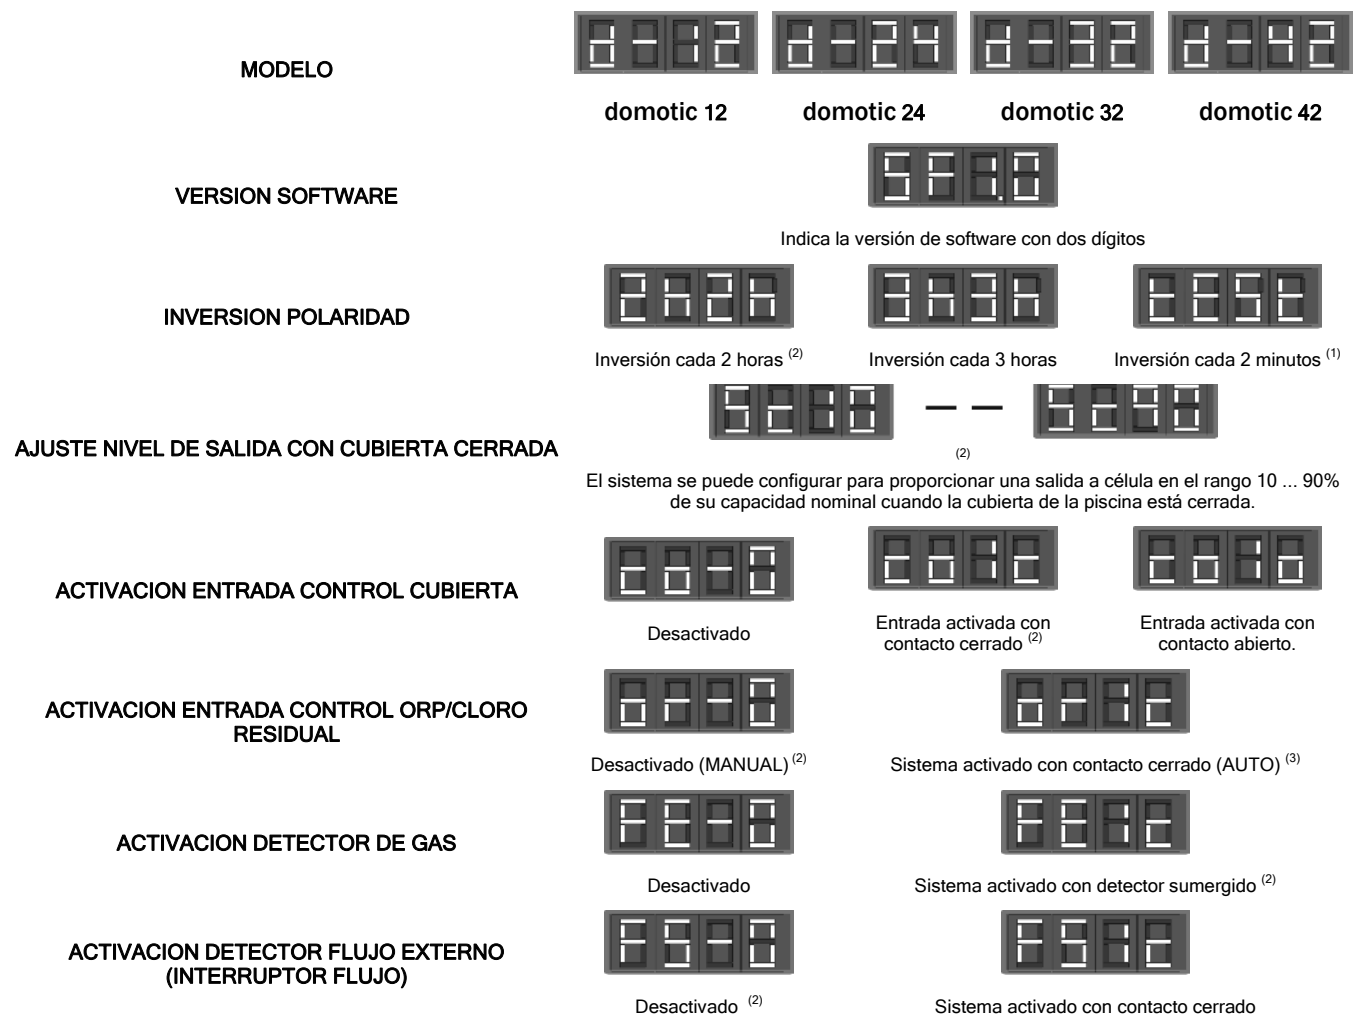 MODELO
domotic 12
domotic 24
domotic 32
domotic 42
VERSION SOFTWARE
Indica la versión de software con dos dígitos
INVERSION POLARIDAD
Inversión cada 2 horas (2)
Inversión cada 3 horas
Inversión cada 2 minutos (1)
AJUSTE NIVEL DE SALIDA CON CUBIERTA CERRADA
— —
(2)
El sistema se puede configurar para proporcionar una salida a célula en el rango 10 ... 90%
de su capacidad nominal cuando la cubierta de la piscina está cerrada.
ACTIVACION ENTRADA CONTROL CUBIERTA
Desactivado
Entrada activada con
contacto cerrado (2)
Entrada activada con
contacto abierto.
ACTIVACION ENTRADA CONTROL ORP/CLORO
RESIDUAL
Desactivado (MANUAL) (2)
Sistema activado con contacto cerrado (AUTO) (3)
ACTIVACION DETECTOR DE GAS
Desactivado
Sistema activado con detector sumergido (2)
ACTIVACION DETECTOR FLUJO EXTERNO
(INTERRUPTOR FLUJO)
Desactivado (2)
Sistema activado con contacto cerrado